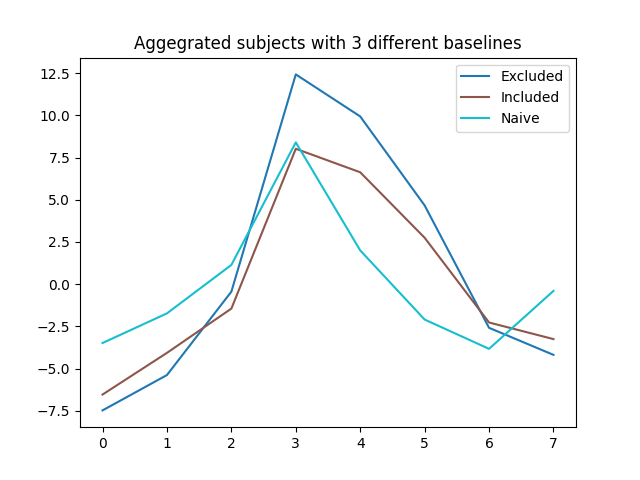 Aggegrated subjects with 3 different baselines
12.5
10.0
7.5
5.0
2.5
0.0
−2.5
−5.0
−7.5
Excluded
Included
Naive
0 1 2 3 4 5 6 7